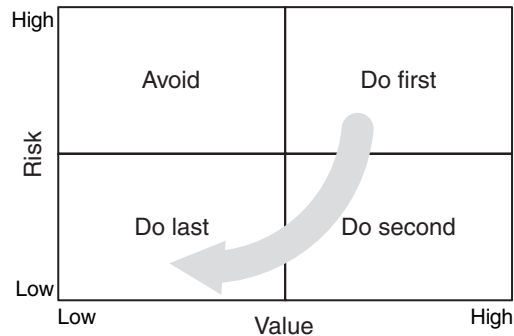 High
Avoid
Do first
Risk
Do last
Do second
Low
Low
Value
High